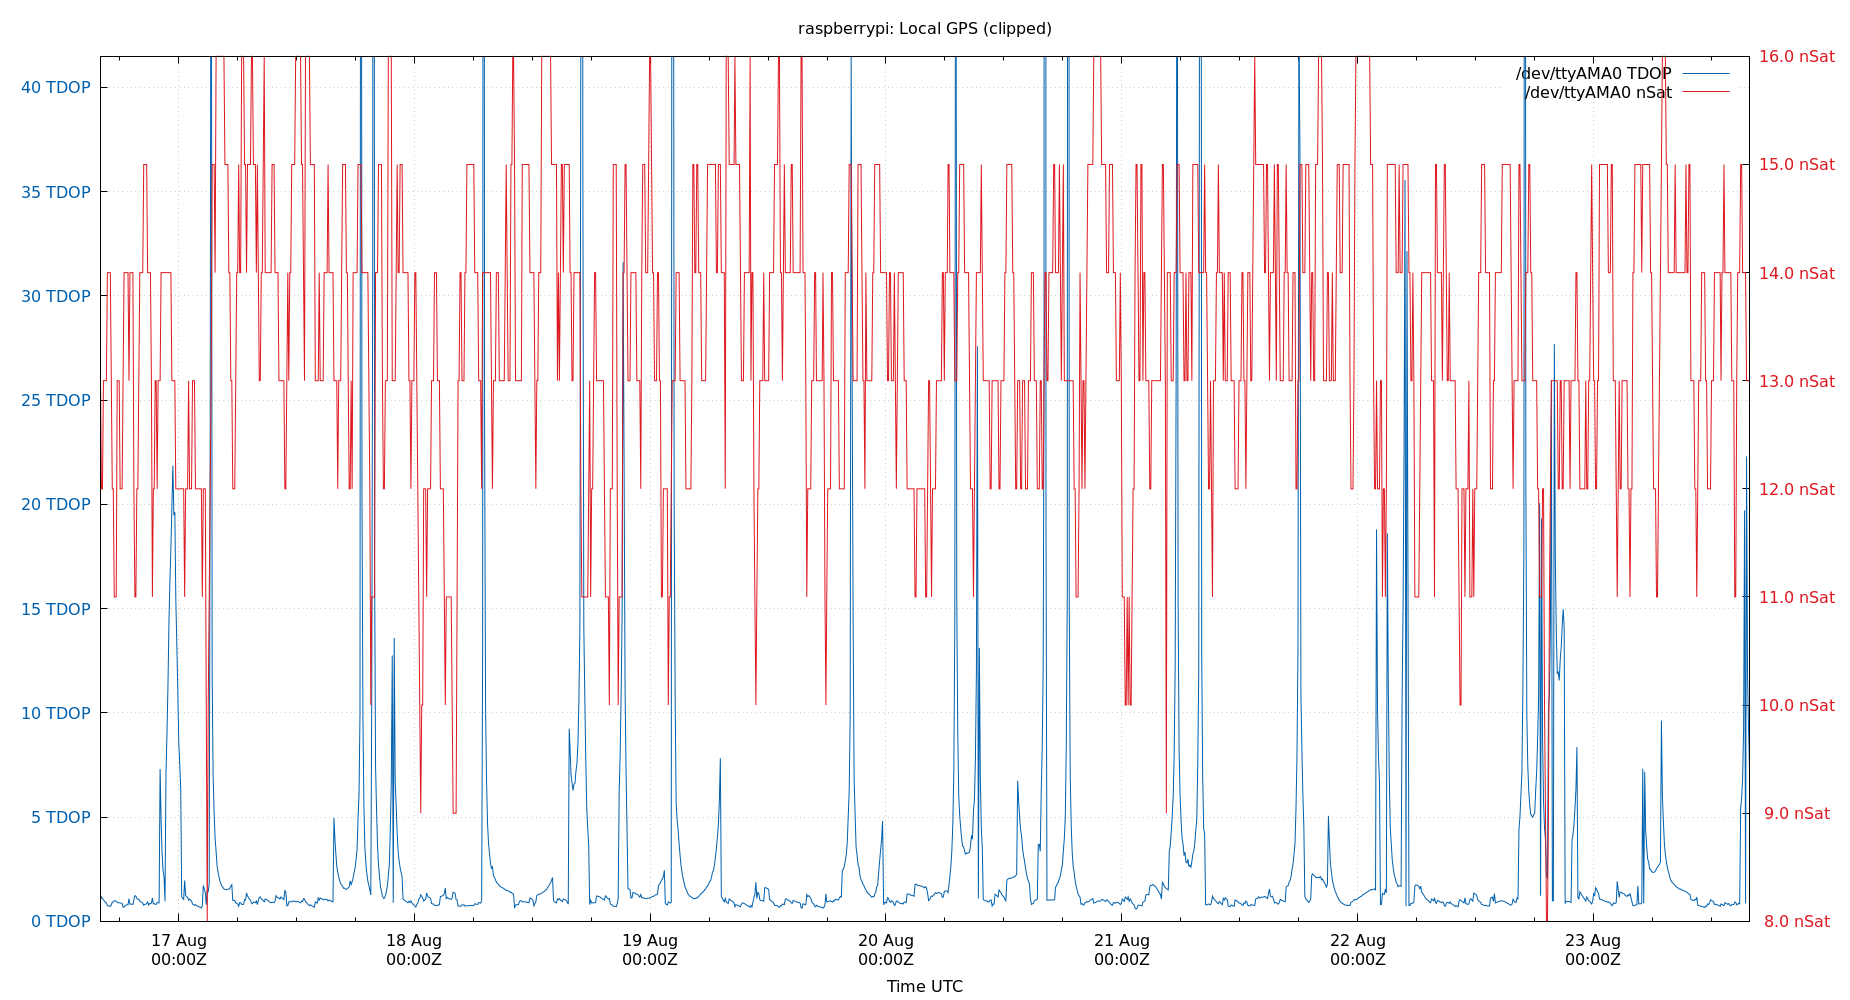 raspberrypi: Local GPS (clipped)
40 TDOP
35 TDOP
30 TDOP
25 TDOP
20 TDOP
15 TDOP
10 TDOP
5 TDOP
0 TDOP
16.0 nSat
15.0 nSat
14.0 nSat
13.0 nSat
12.0 nSat
11.0 nSat
10.0 nSat
9.0 nSat
8.0 nSat
/dev/ttyAMA0 TDOP
/dev/ttyAMA0 nSat
17 Aug
00:00Z
18 Aug
00:00Z
19 Aug
00:00Z
20 Aug
00:00Z
21 Aug
00:00Z
22 Aug
00:00Z
23 Aug
00:00Z
Time UTC